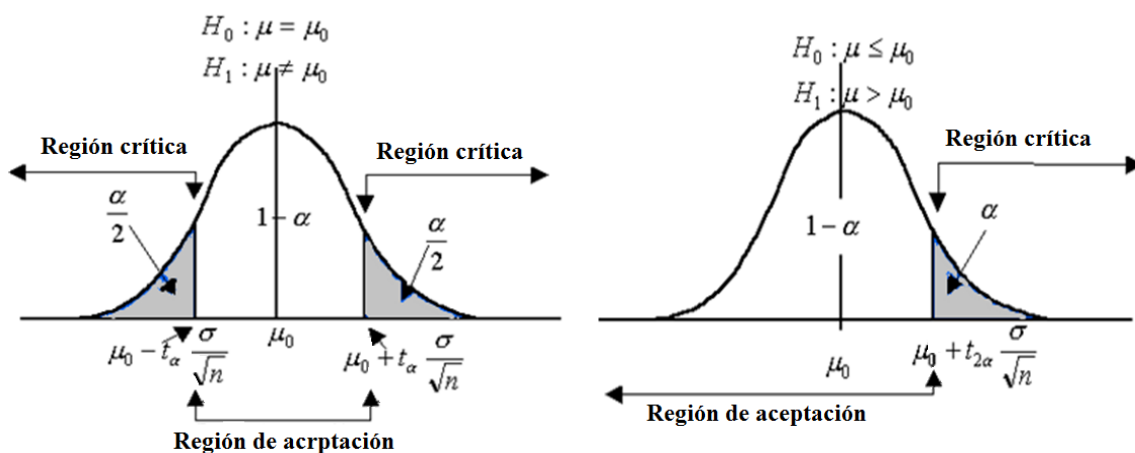 H₀ : μ = μ₀
H₁ : μ ≠ μ₀
Región crítica
Región crítica
α/2
1 − α
α/2
μ₀ − t_α σ/√n
μ₀
μ₀ + t_α σ/√n
Región de acrptación
H₀ : μ ≤ μ₀
H₁ : μ > μ₀
Región crítica
1 − α
α
μ₀
μ₀ + t_2α σ/√n
Región de aceptación